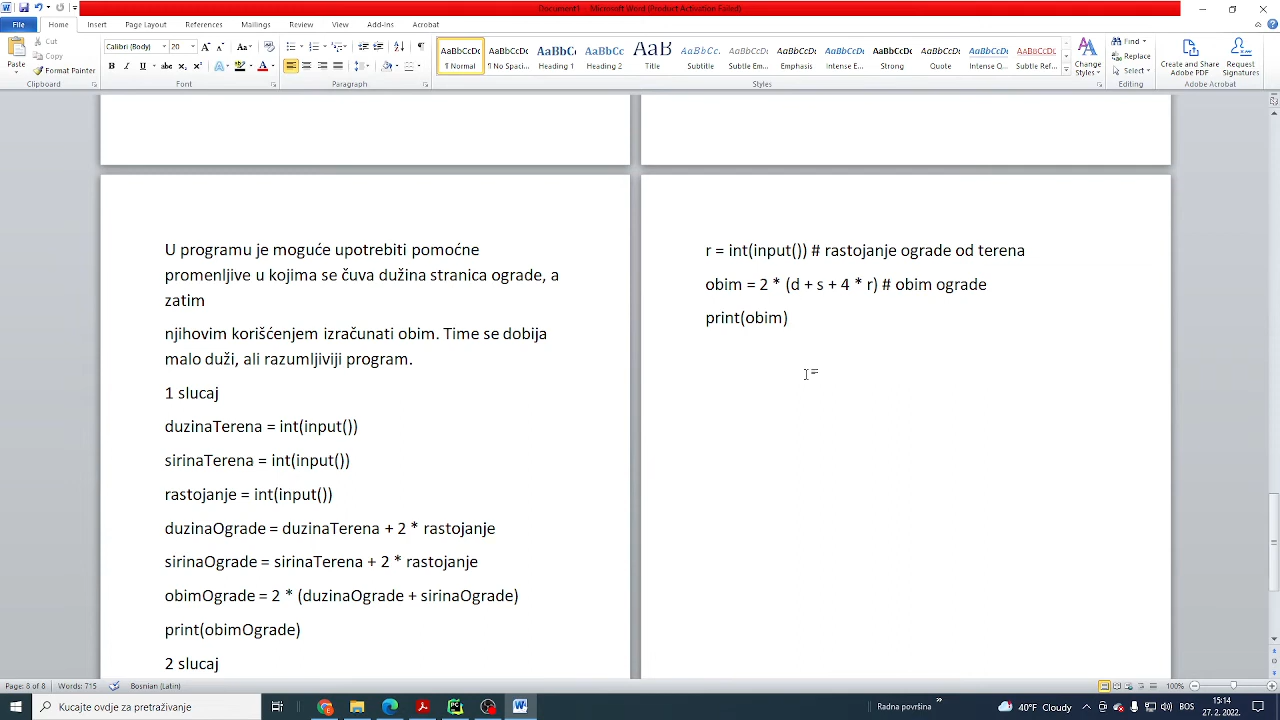 Document1 - Microsoft Word (Product Activation Failed)
File Home Insert Page Layout References Mailings Review View Add-Ins Acrobat
Paste
Cut
Copy
Format Painter
Clipboard
Calibri (Body) 20
Font
Paragraph
AaBbCcDc AaBbCcDc AaBbC AaBbCc AaB AaBbCc. AaBbCcDc AaBbCcDc AaBbCcDc AaBbCcDc AaBbCcDc AaBbCcDc AaBbCcDc
¶ Normal ¶ No Spaci... Heading 1 Heading 2 Title Subtitle Subtle Em... Emphasis Intense E... Strong Quote Intense Q... Subtle Ref...
Styles
Change Styles
Find
Replace
Select
Editing
Create and Share Adobe PDF
Request Signatures
Adobe Acrobat
U programu je moguće upotrebiti pomoćne
promenljive u kojima se čuva dužina stranica ograde, a
zatim
njihovim korišćenjem izračunati obim. Time se dobija
malo duži, ali razumljiviji program.
1 slucaj
duzinaTerena = int(input())
sirinaTerena = int(input())
rastojanje = int(input())
duzinaOgrade = duzinaTerena + 2 * rastojanje
sirinaOgrade = sirinaTerena + 2 * rastojanje
obimOgrade = 2 * (duzinaOgrade + sirinaOgrade)
print(obimOgrade)
2 slucaj
r = int(input()) # rastojanje ograde od terena
obim = 2 * (d + s + 4 * r) # obim ograde
print(obim)
Page: 8 of 8 Words: 715 Bosnian (Latin) 100%
Kucajte ovdje za pretraživanje
Radna površina
40°F Cloudy
BOS
15:14
27. 2. 2022.